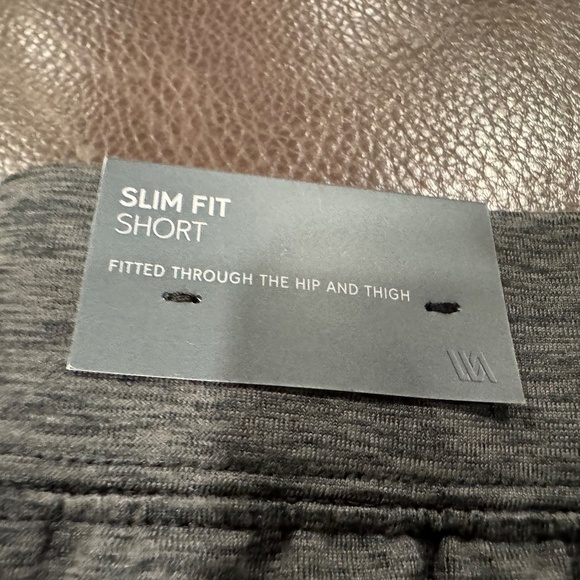 SLIM FIT
SHORT
FITTED THROUGH THE HIP AND THIGH